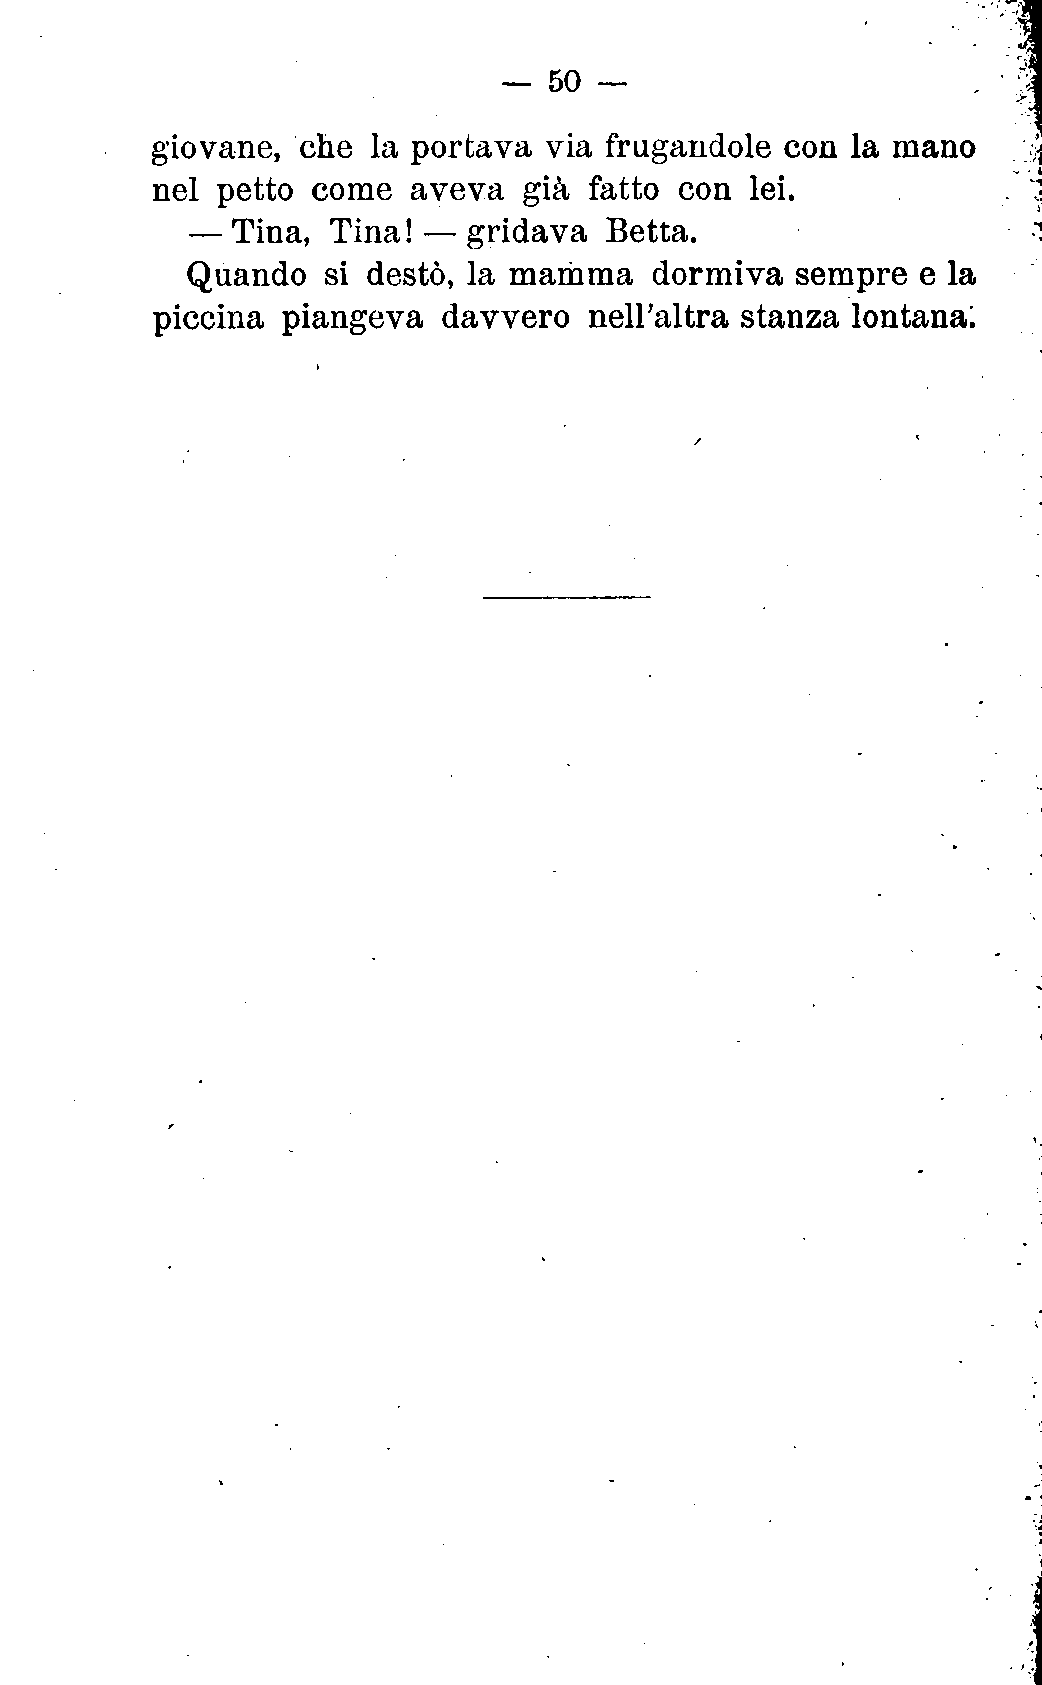 — 50 —
giovane, che la portava via frugandole con la mano
nel petto come aveva già fatto con lei.
— Tina, Tina! — gridava Betta.
Quando si destò, la mamma dormiva sempre e la
piccina piangeva davvero nell'altra stanza lontana.